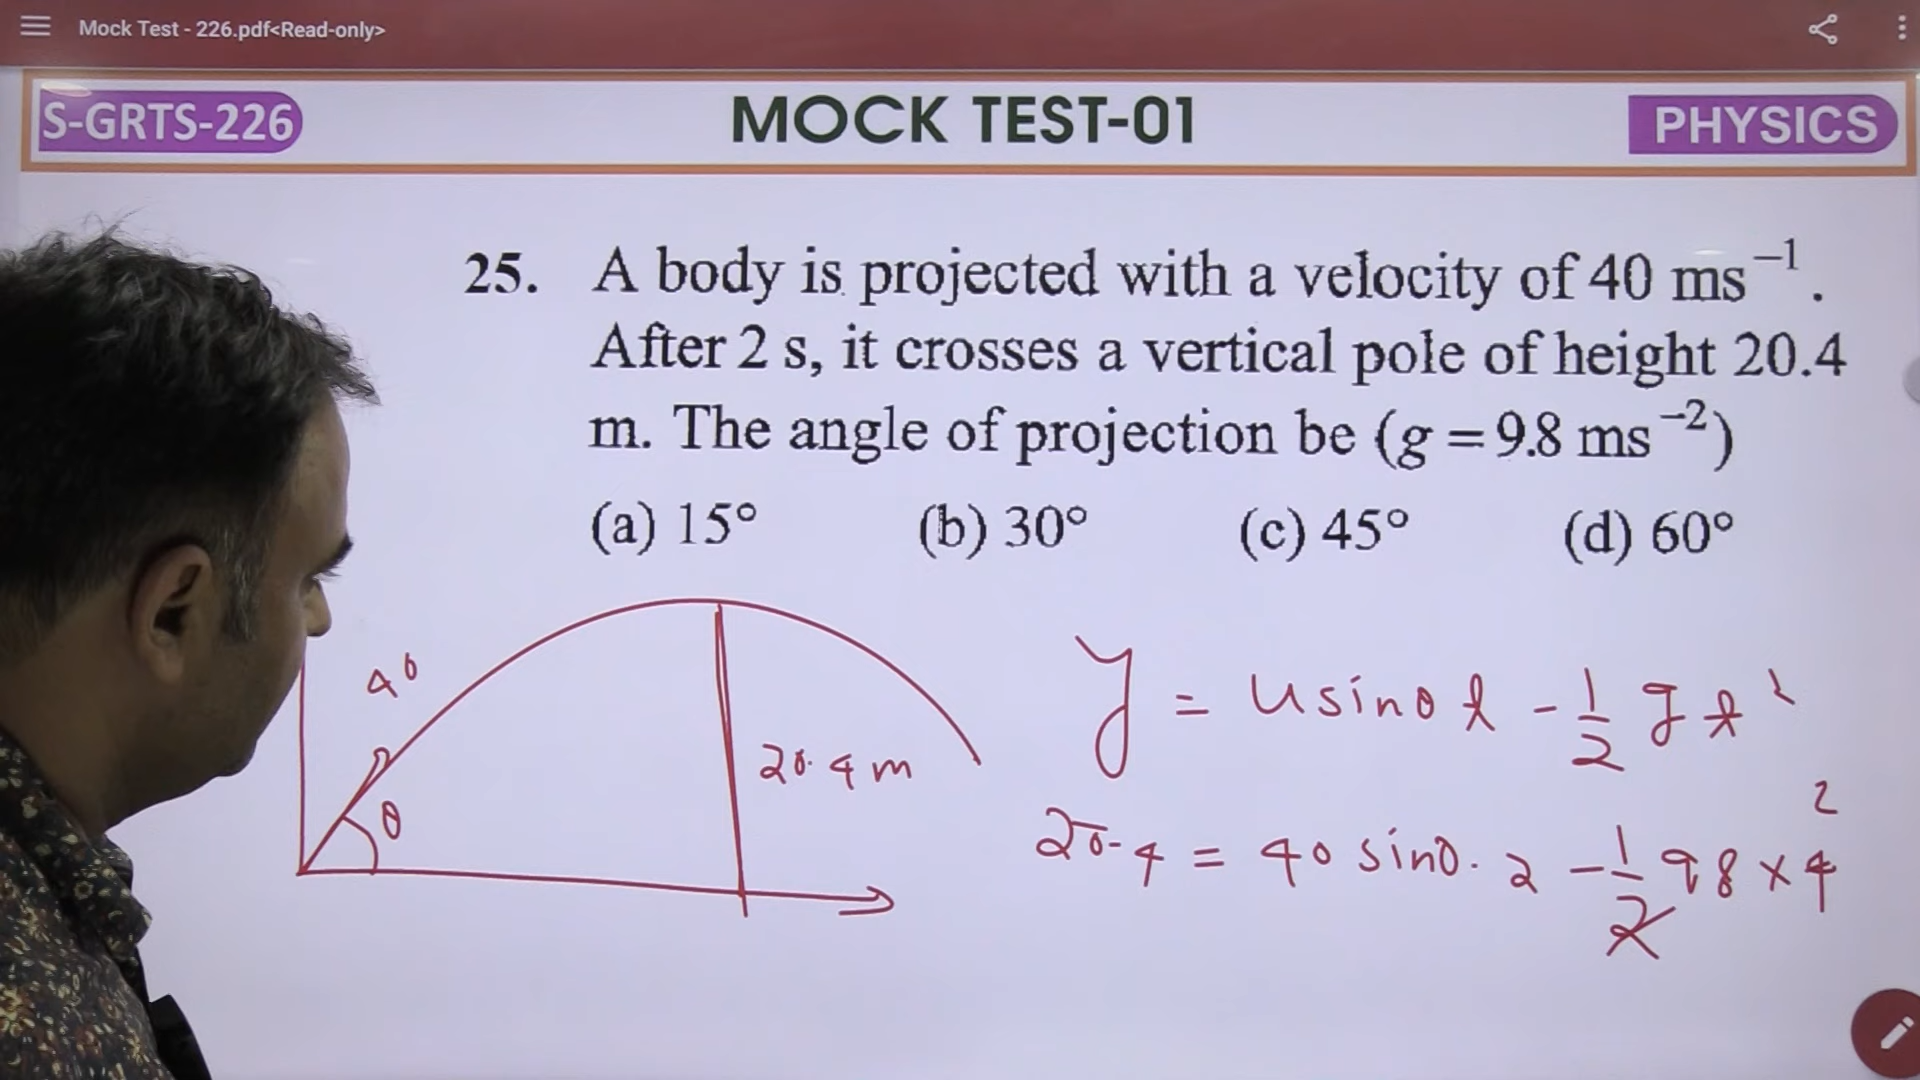 Mock Test - 226.pdf<Read-only>
S-GRTS-226 MOCK TEST-01 PHYSICS
25. A body is projected with a velocity of 40 ms⁻¹.
After 2 s, it crosses a vertical pole of height 20.4
m. The angle of projection be (g = 9.8 ms⁻²)
(a) 15° (b) 30° (c) 45° (d) 60°
40
θ
20.4 m
y = u sinθ t - 1/2 g t²
20.4 = 40 sinθ. 2 - 1/2 98 × 4
2